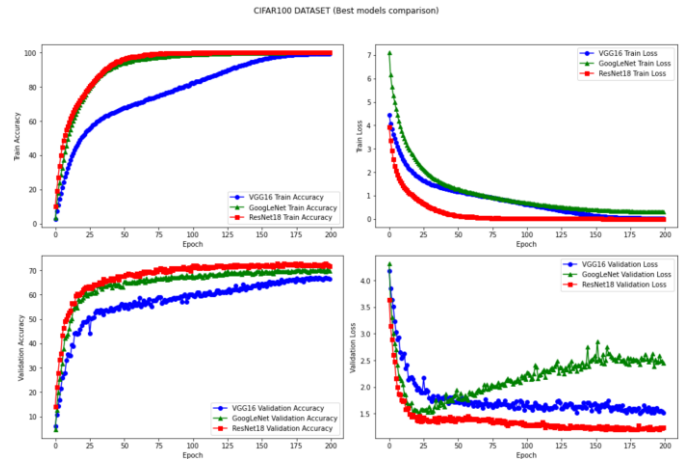 CIFAR100 DATASET (Best models comparison)
100
80
60
40
20
0
Train Accuracy
0 25 50 75 100 125 150 175 200
Epoch
VGG16 Train Accuracy
GoogLeNet Train Accuracy
ResNet18 Train Accuracy
7
6
5
4
3
2
1
0
Train Loss
0 25 50 75 100 125 150 175 200
Epoch
VGG16 Train Loss
GoogLeNet Train Loss
ResNet18 Train Loss
70
60
50
40
30
20
10
Validation Accuracy
0 25 50 75 100 125 150 175 200
Epoch
VGG16 Validation Accuracy
GoogLeNet Validation Accuracy
ResNet18 Validation Accuracy
4.0
3.5
3.0
2.5
2.0
1.5
Validation Loss
0 25 50 75 100 125 150 175 200
Epoch
VGG16 Validation Loss
GoogLeNet Validation Loss
ResNet18 Validation Loss